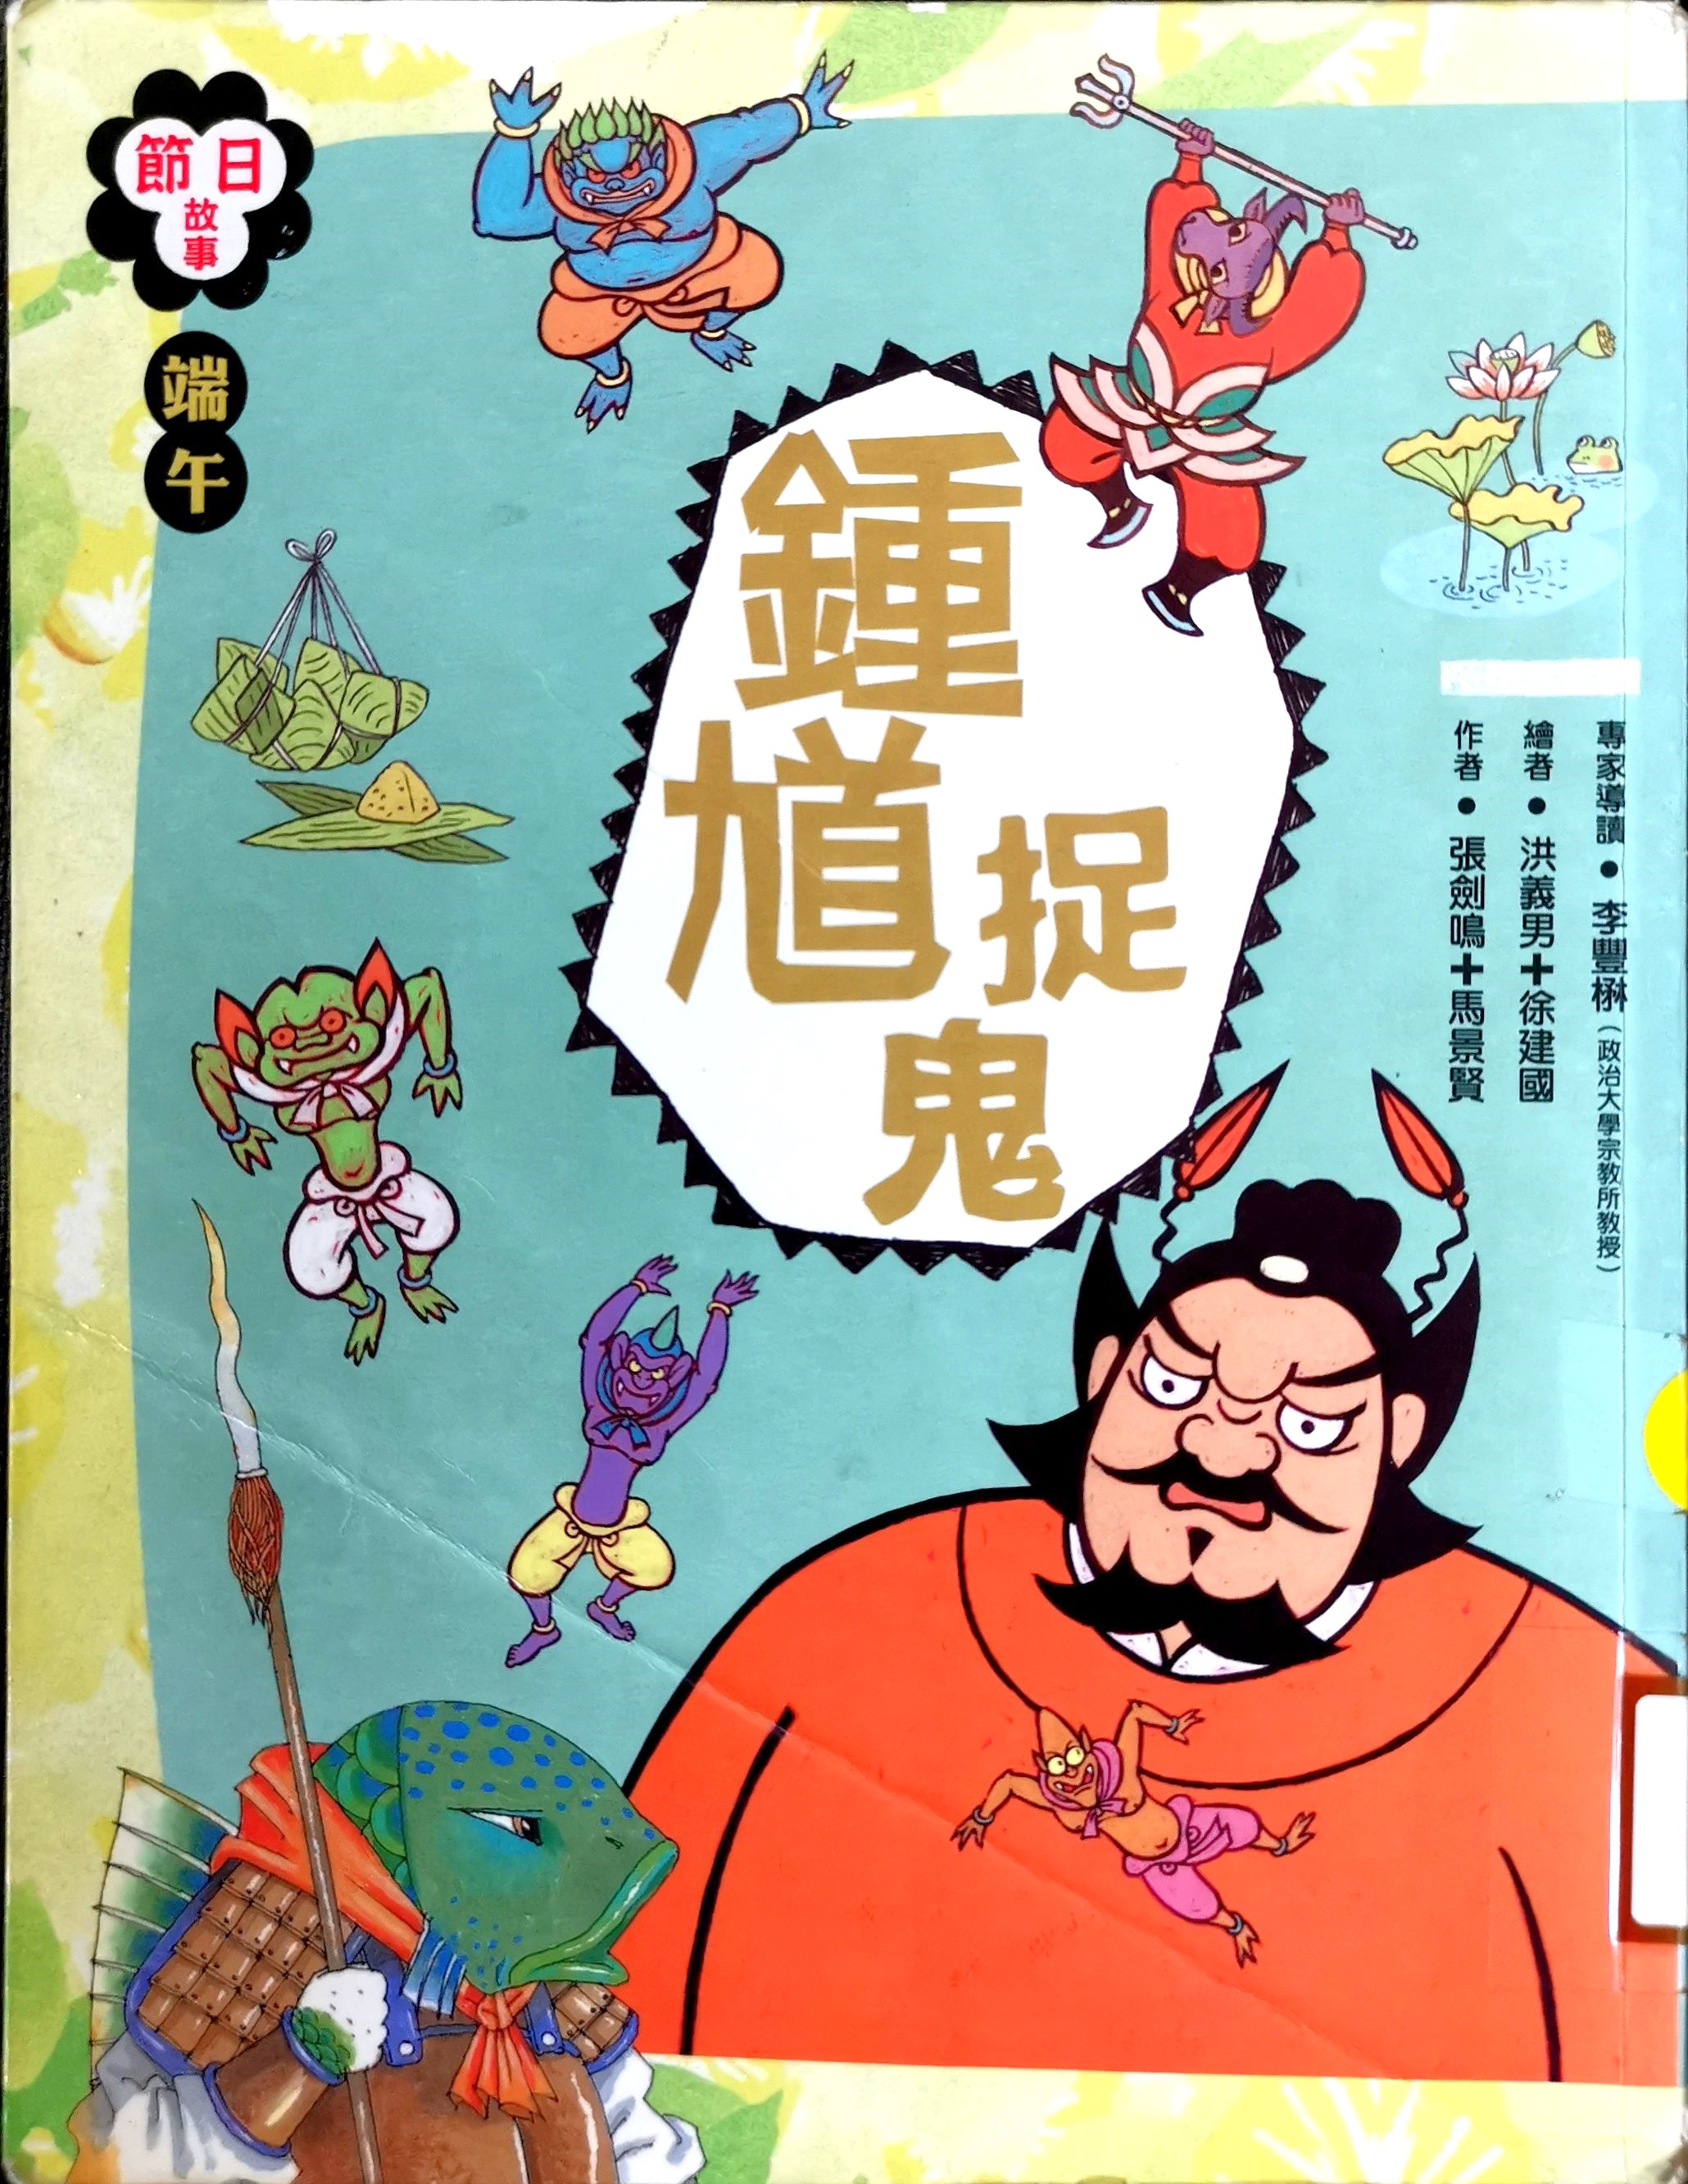 節日
故事
端午
鍾馗捉鬼
專家導讀●李豐楙（政治大學宗教所教授）
繪者●洪義男+徐建國
作者●張劍鳴+馬景賢